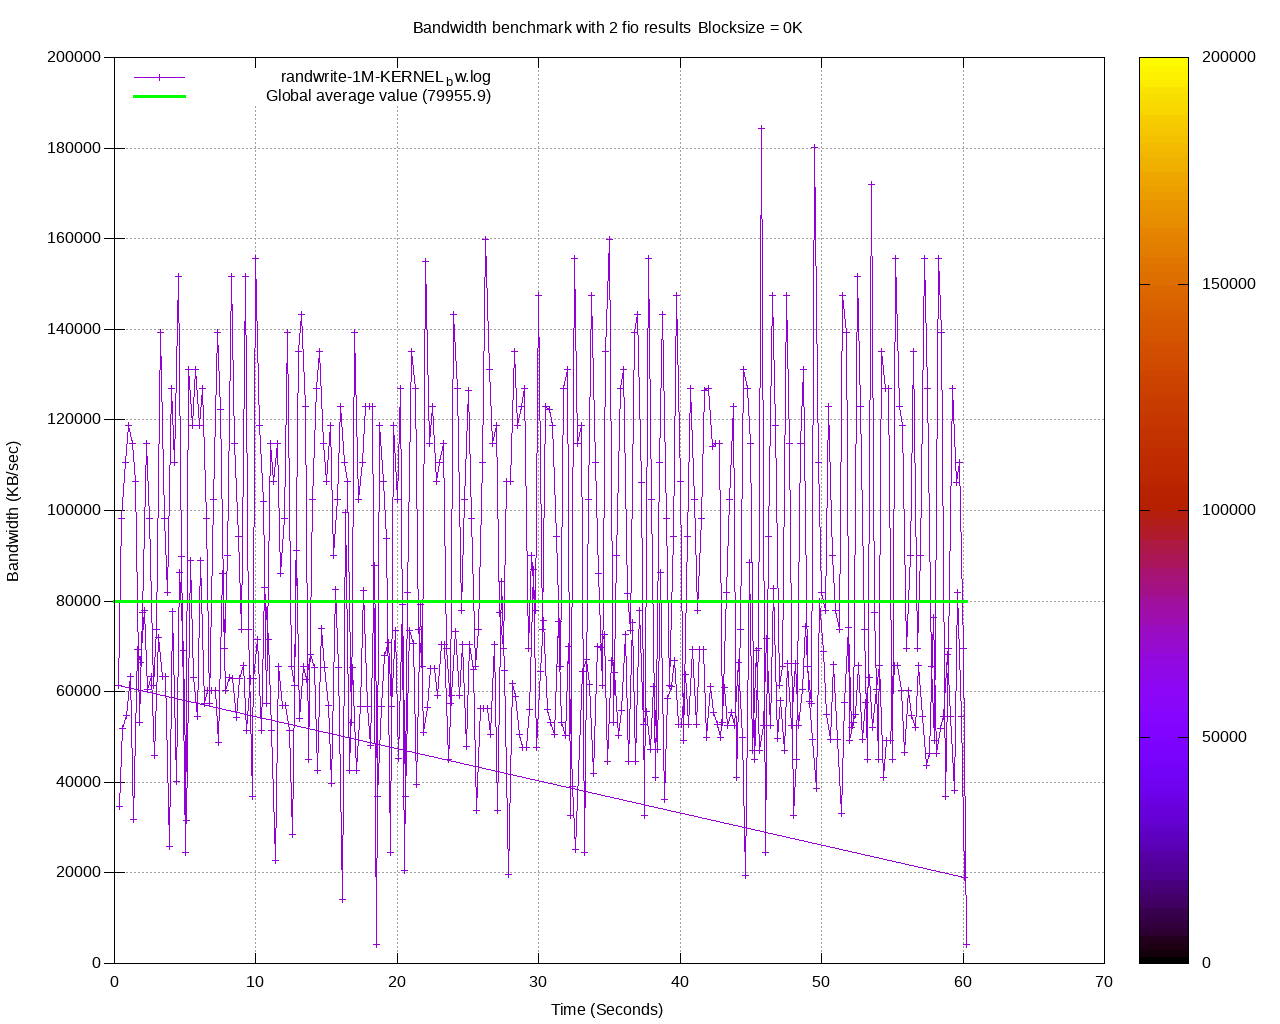 Bandwidth benchmark with 2 fio results Blocksize = 0K
200000
180000
160000
140000
120000
100000
80000
60000
40000
20000
0
Bandwidth (KB/sec)
randwrite-1M-KERNELbw.log
Global average value (79955.9)
0 10 20 30 40 50 60 70
Time (Seconds)
200000
150000
100000
50000
0